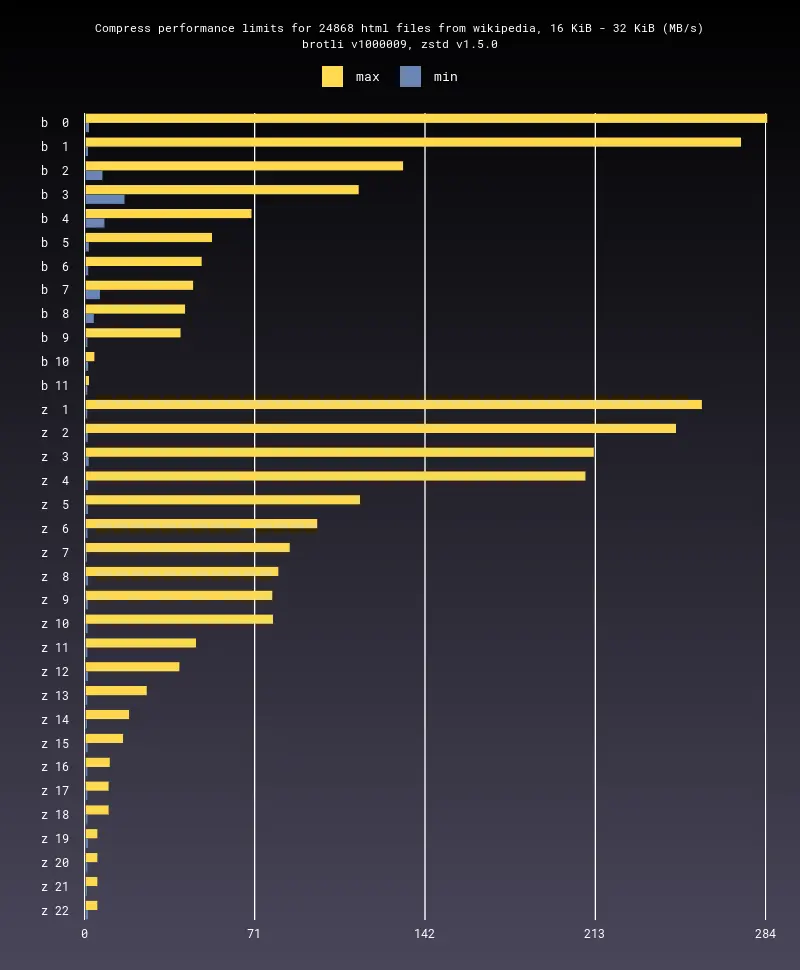 Compress performance limits for 24868 html files from wikipedia, 16 KiB - 32 KiB (MB/s)
brotli v1000009, zstd v1.5.0
max min
b 0
b 1
b 2
b 3
b 4
b 5
b 6
b 7
b 8
b 9
b 10
b 11
z 1
z 2
z 3
z 4
z 5
z 6
z 7
z 8
z 9
z 10
z 11
z 12
z 13
z 14
z 15
z 16
z 17
z 18
z 19
z 20
z 21
z 22
0 71 142 213 284